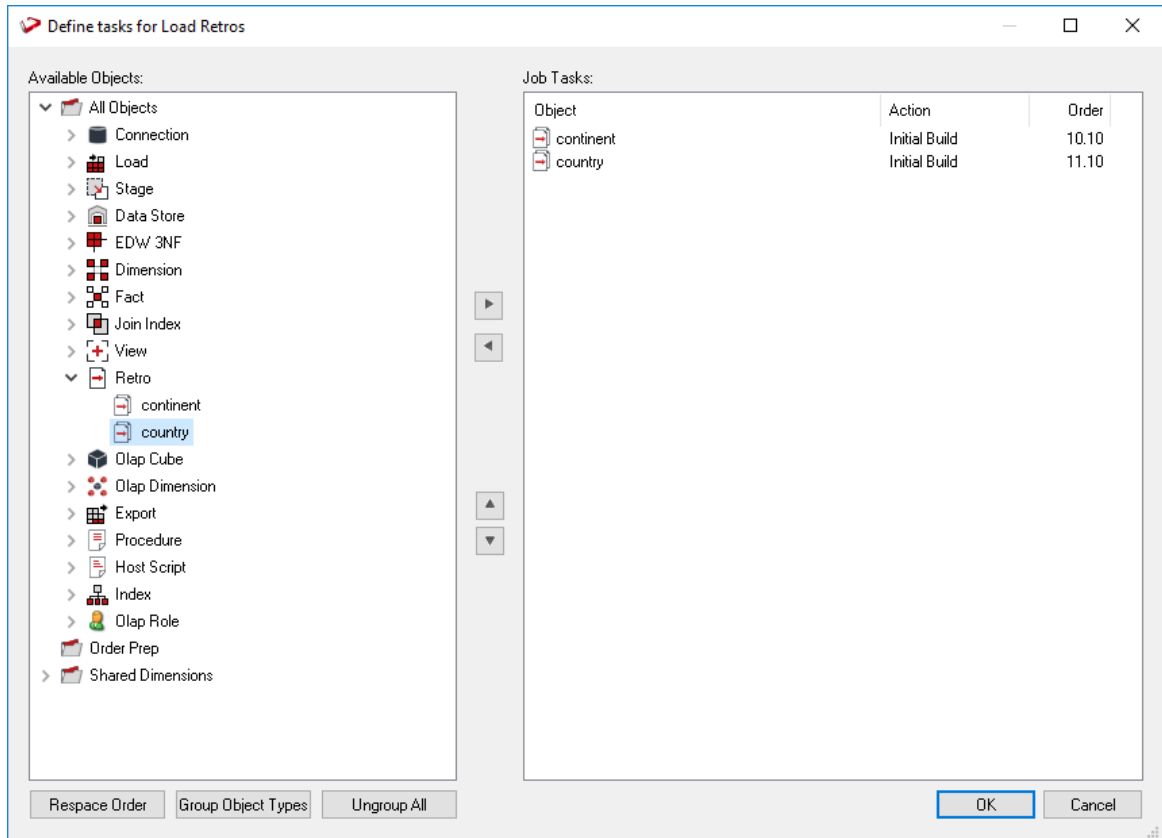 Define tasks for Load Retros
Available Objects:
All Objects
Connection
Load
Stage
Data Store
EDW 3NF
Dimension
Fact
Join Index
View
Retro
continent
country
Olap Cube
Olap Dimension
Export
Procedure
Host Script
Index
Olap Role
Order Prep
Shared Dimensions
Job Tasks:
Object Action Order
continent Initial Build 10.10
country Initial Build 11.10
Respace Order Group Object Types Ungroup All OK Cancel